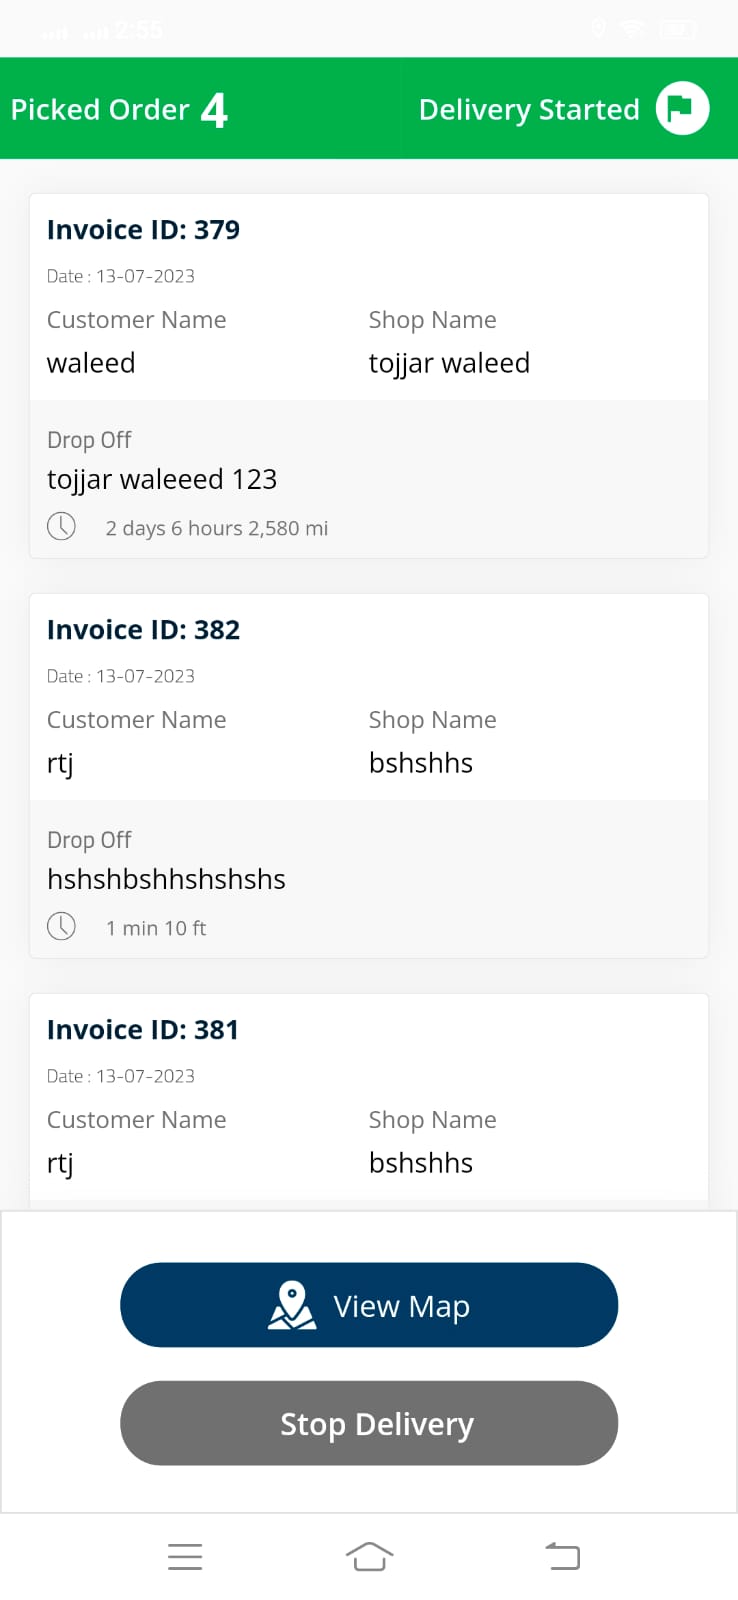 2:55
Picked Order 4
Delivery Started
Invoice ID: 379
Date : 13-07-2023
Customer Name Shop Name
waleed tojjar waleed
Drop Off
tojjar waleeed 123
2 days 6 hours 2,580 mi
Invoice ID: 382
Date : 13-07-2023
Customer Name Shop Name
rtj bshshhs
Drop Off
hshshbshhshshshs
1 min 10 ft
Invoice ID: 381
Date : 13-07-2023
Customer Name Shop Name
rtj bshshhs
View Map
Stop Delivery